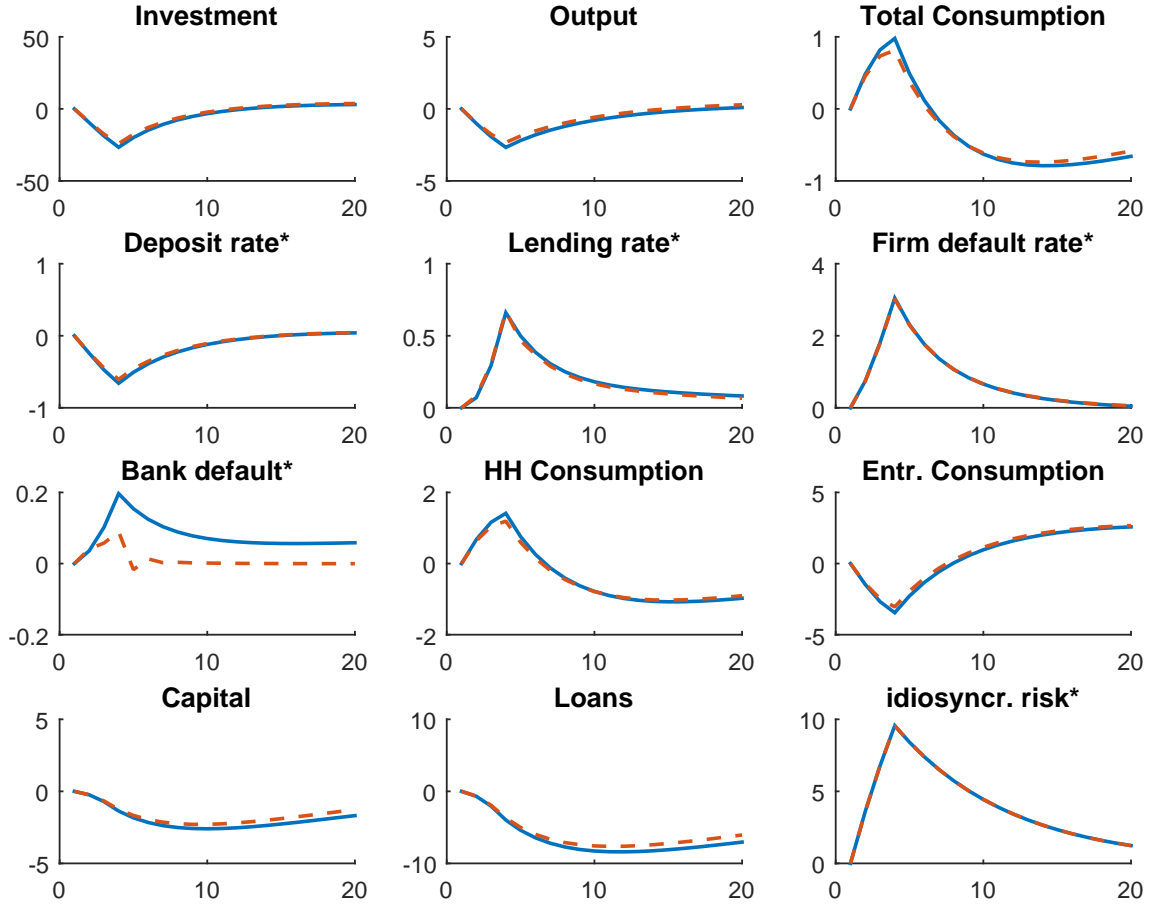 Investment Output Total Consumption
50 5 1
0 0 0
-50 -5 -1
0 10 20 0 10 20 0 10 20
Deposit rate* Lending rate* Firm default rate*
1 1 4
0 0.5 2
-1 0 0
0 10 20 0 10 20 0 10 20
Bank default* HH Consumption Entr. Consumption
0.2 2 5
0 0 0
-0.2 -2 -5
0 10 20 0 10 20 0 10 20
Capital Loans idiosyncr. risk*
5 10 10
0 0 5
-5 -10 0
0 10 20 0 10 20 0 10 20